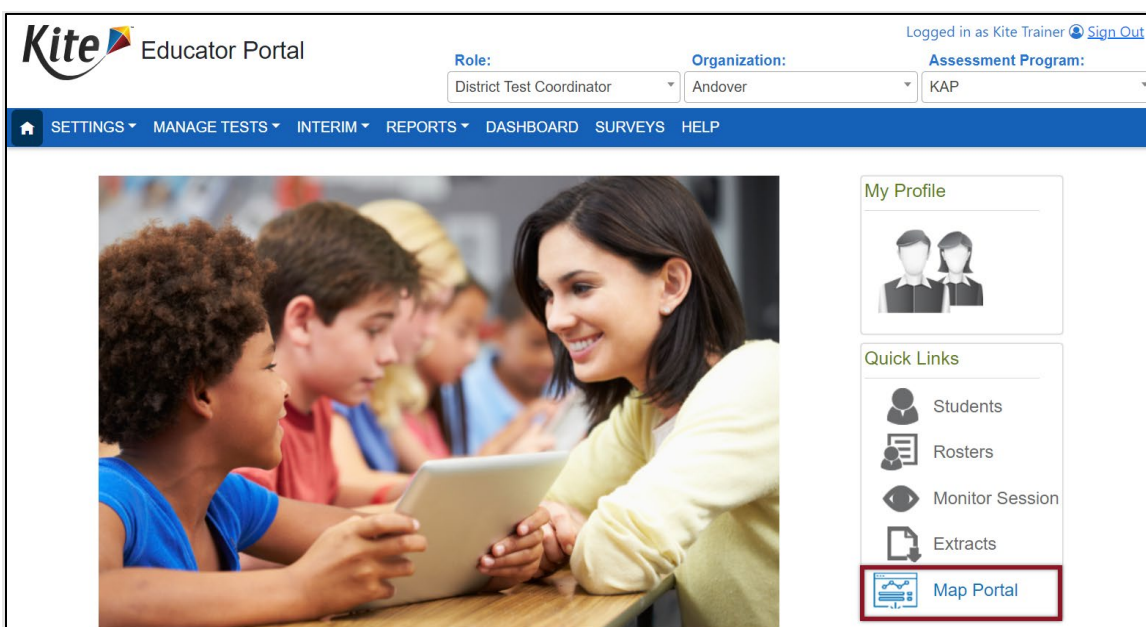 Kite Educator Portal
Logged in as Kite Trainer Sign Out
Role:
Organization:
Assessment Program:
District Test Coordinator
Andover
KAP
SETTINGS MANAGE TESTS INTERIM REPORTS DASHBOARD SURVEYS HELP
My Profile
Quick Links
Students
Rosters
Monitor Session
Extracts
Map Portal